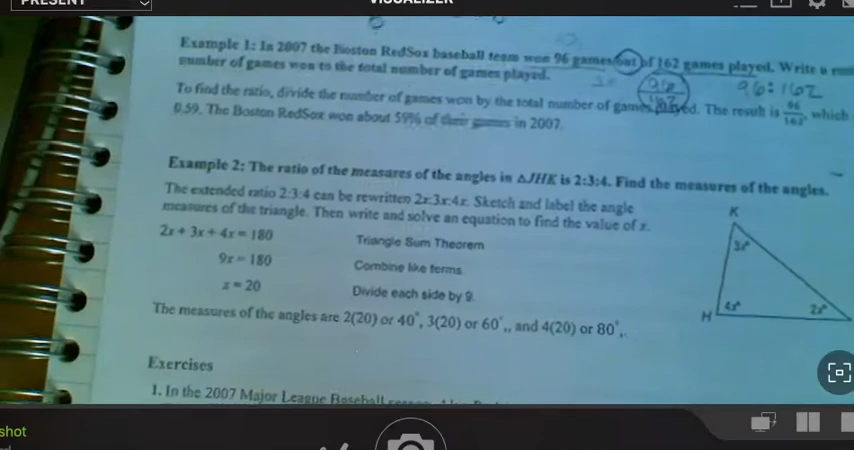 PRESENT
VISUALIZER
Example 1: In 2007 the Boston RedSox baseball team won 96 games out of 162 games played. Write a
number of games won to the total number of games played.
96 : 162
To find the ratio, divide the number of games won by the total number of games played. The result is 96/162, which
0.59. The Boston RedSox won about 59% of their games in 2007.
Example 2: The ratio of the measures of the angles in △JHK is 2:3:4. Find the measures of the angles.
The extended ratio 2:3:4 can be rewritten 2x:3x:4x. Sketch and label the angle
measures of the triangle. Then write and solve an equation to find the value of x.
2x + 3x + 4x = 180 Triangle Sum Theorem
9x = 180 Combine like terms
x = 20 Divide each side by 9
The measures of the angles are 2(20) or 40°, 3(20) or 60°,, and 4(20) or 80°,.
K
3x°
H
4x°
2x°
Exercises
1. In the 2007 Major League Baseball
shot